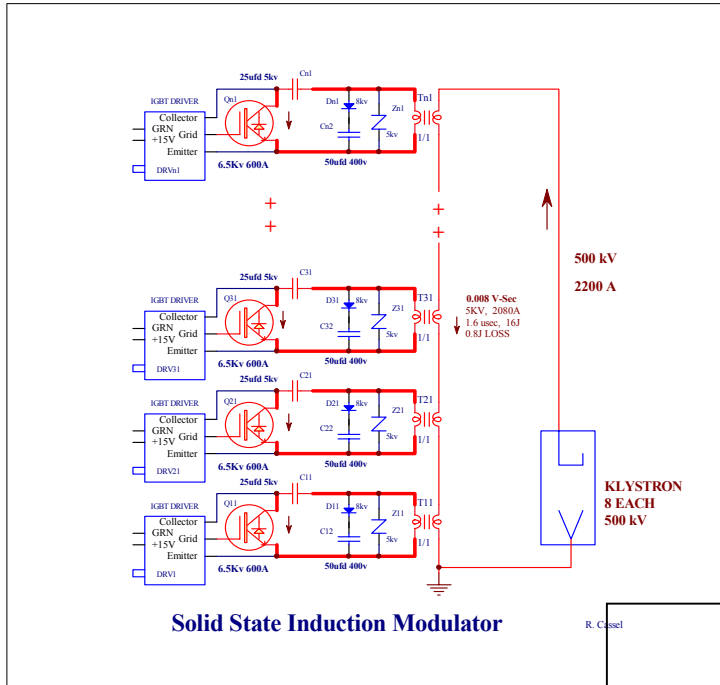 25ufd 5kv
Cn1
IGBT DRIVER
Qn1
Collector
GRN
Grid
+15V
Emitter
DRVn1
6.5Kv 600A
Dn1
8kv
Cn2
Zn1
5kv
50ufd 400v
Tn1
1/1
500 kV
2200 A
25ufd 5kv
C31
IGBT DRIVER
Q31
Collector
GRN
Grid
+15V
Emitter
DRV31
6.5Kv 600A
D31
8kv
C32
Z31
5kv
50ufd 400v
T31
1/1
0.008 V-Sec
5KV, 2080A
1.6 usec, 16J
0.8J LOSS
25ufd 5kv
C21
IGBT DRIVER
Q21
Collector
GRN
Grid
+15V
Emitter
DRV21
6.5Kv 600A
D21
8kv
C22
Z21
5kv
50ufd 400v
T21
1/1
25ufd 5kv
C11
IGBT DRIVER
Q11
Collector
GRN
Grid
+15V
Emitter
DRV1
6.5Kv 600A
D11
8kv
C12
Z11
5kv
50ufd 400v
T11
1/1
KLYSTRON
8 EACH
500 kV
Solid State Induction Modulator
R. Cassel